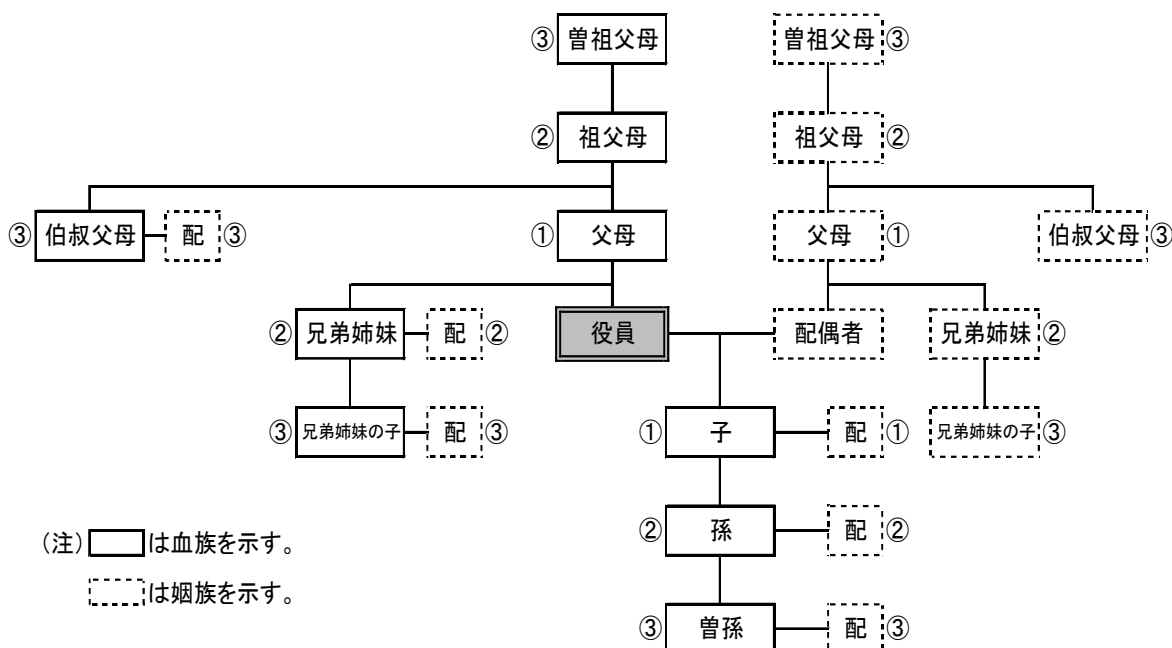 ③曽祖父母 曽祖父母③
②祖父母 祖父母②
③伯叔父母 配③ ①父母 父母① 伯叔父母③
②兄弟姉妹 配② 役員 配偶者 兄弟姉妹②
③兄弟姉妹の子 配③ ①子 配① 兄弟姉妹の子③
②孫 配②
(注) は血族を示す。
は姻族を示す。
③曽孫 配③